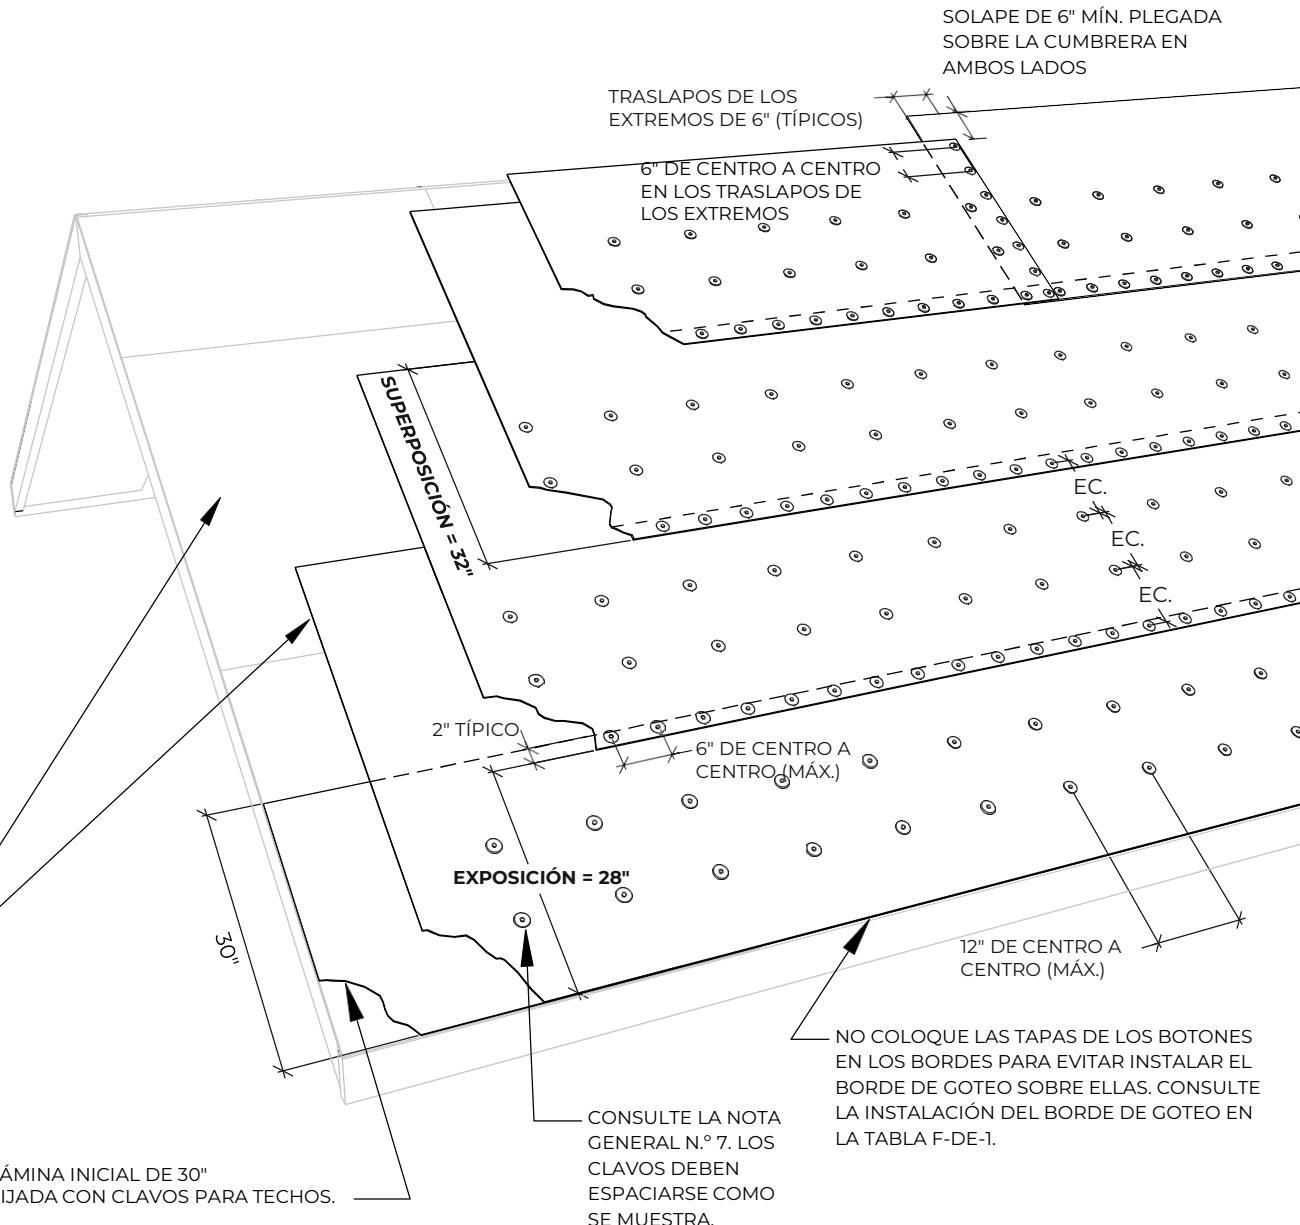 SOLAPE DE 6" MÍN. PLEGADA
SOBRE LA CUMBRERA EN
AMBOS LADOS
TRASLAPOS DE LOS
EXTREMOS DE 6" (TÍPICOS)
6" DE CENTRO A CENTRO
EN LOS TRASLAPOS DE
LOS EXTREMOS
SUPERPOSICIÓN = 32"
EC.
EC.
EC.
2" TÍPICO
6" DE CENTRO A
CENTRO (MÁX.)
EXPOSICIÓN = 28"
30"
12" DE CENTRO A
CENTRO (MÁX.)
NO COLOQUE LAS TAPAS DE LOS BOTONES
EN LOS BORDES PARA EVITAR INSTALAR EL
BORDE DE GOTEO SOBRE ELLAS. CONSULTE
LA INSTALACIÓN DEL BORDE DE GOTEO EN
LA TABLA F-DE-1.
CONSULTE LA NOTA
GENERAL N.º 7. LOS
CLAVOS DEBEN
ESPACIARSE COMO
SE MUESTRA.
ÁMINA INICIAL DE 30"
IJADA CON CLAVOS PARA TECHOS.